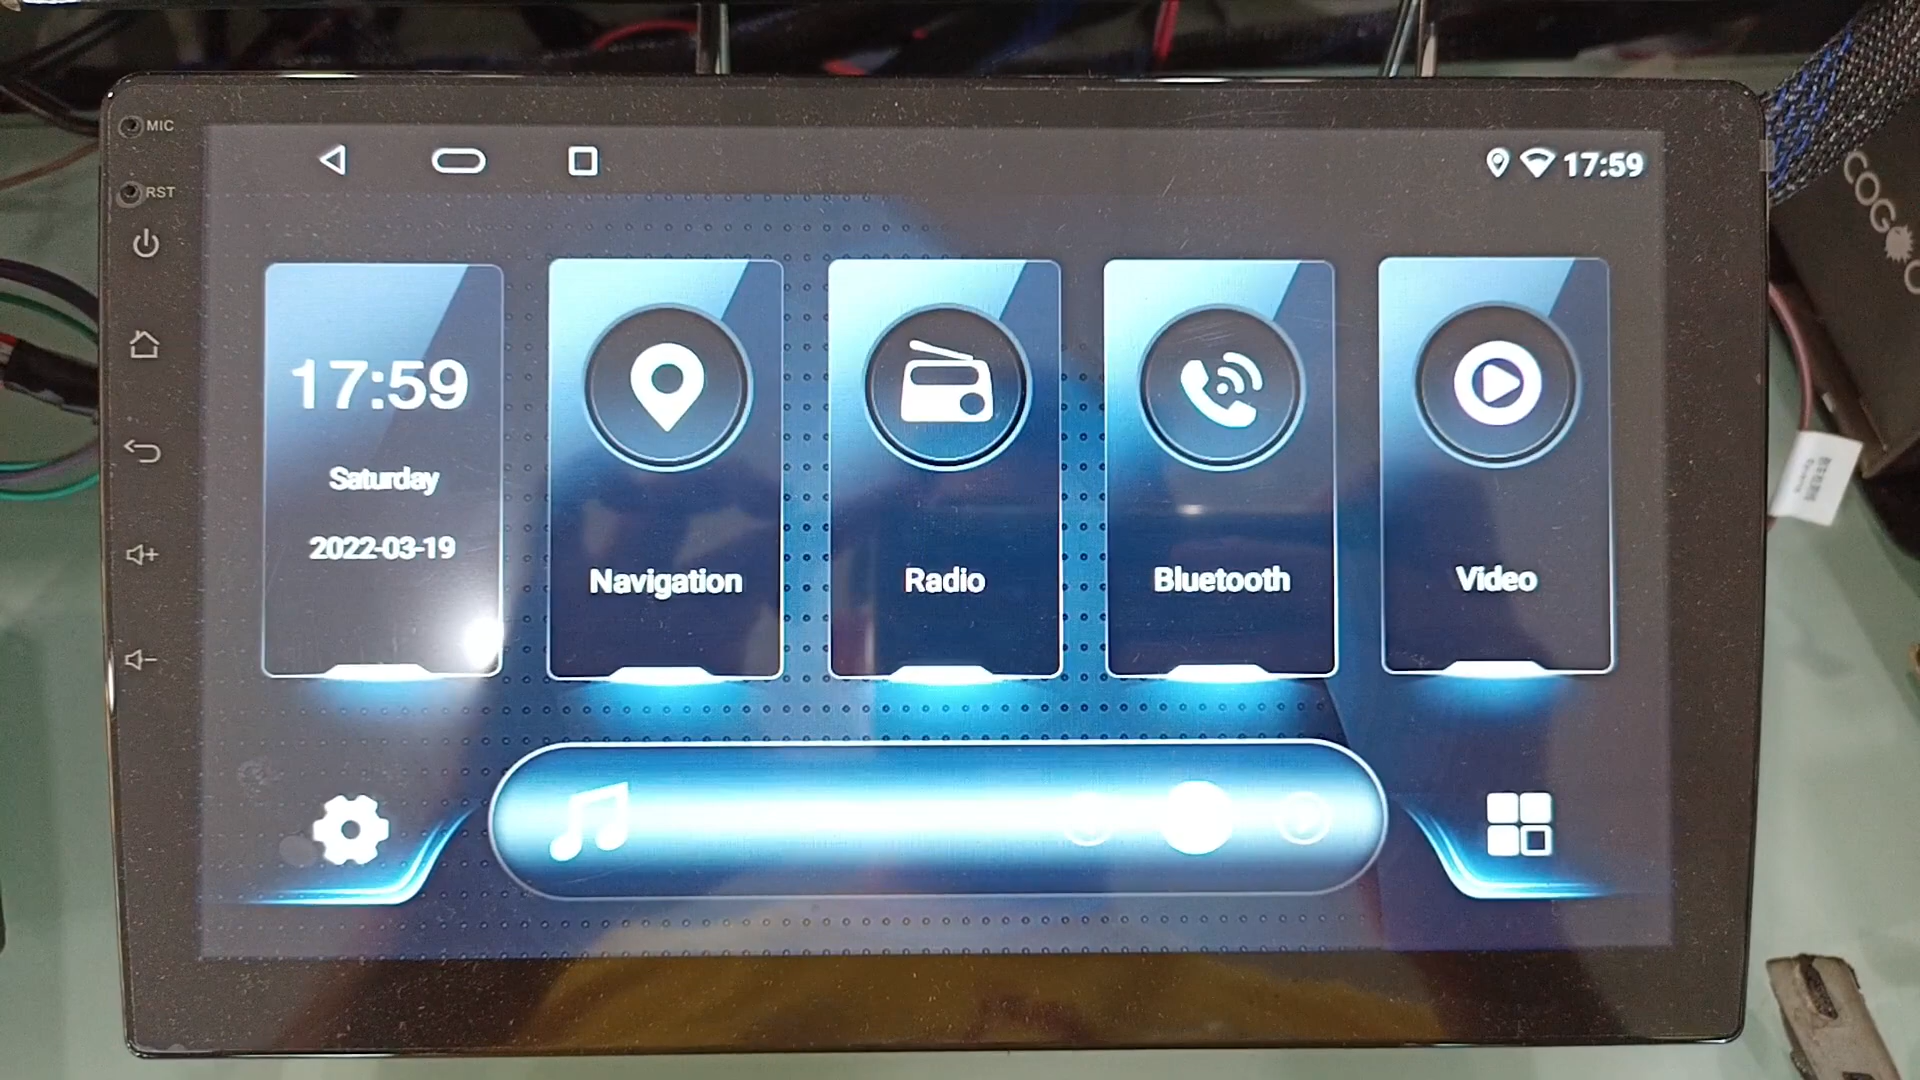 MIC
RST
17:59
17:59
Saturday
2022-03-19
Navigation
Radio
Bluetooth
Video